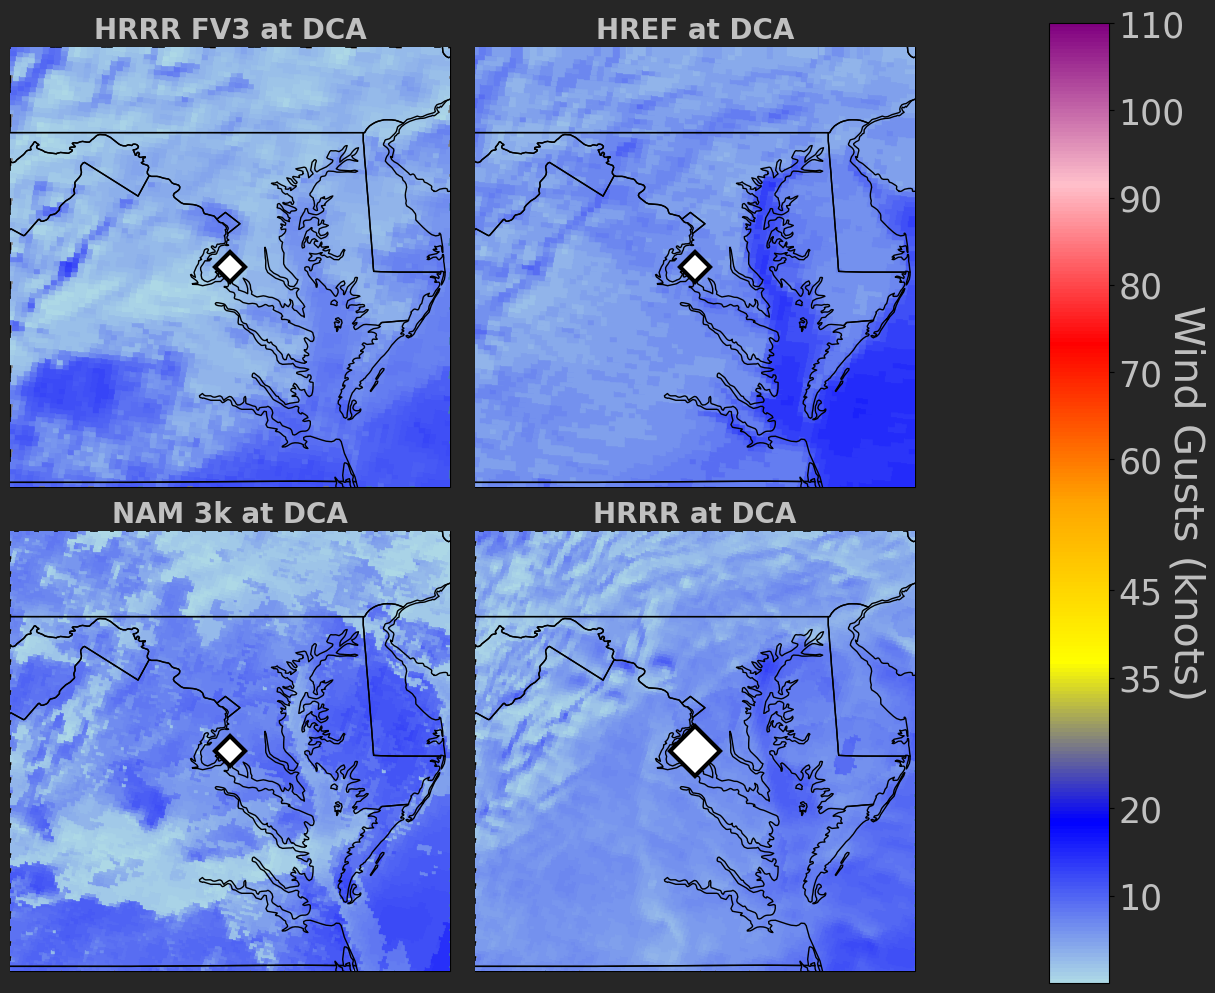 HRRR FV3 at DCA
HREF at DCA
NAM 3k at DCA
HRRR at DCA
110
100
90
80
70
60
45
35
20
10
Wind Gusts (knots)